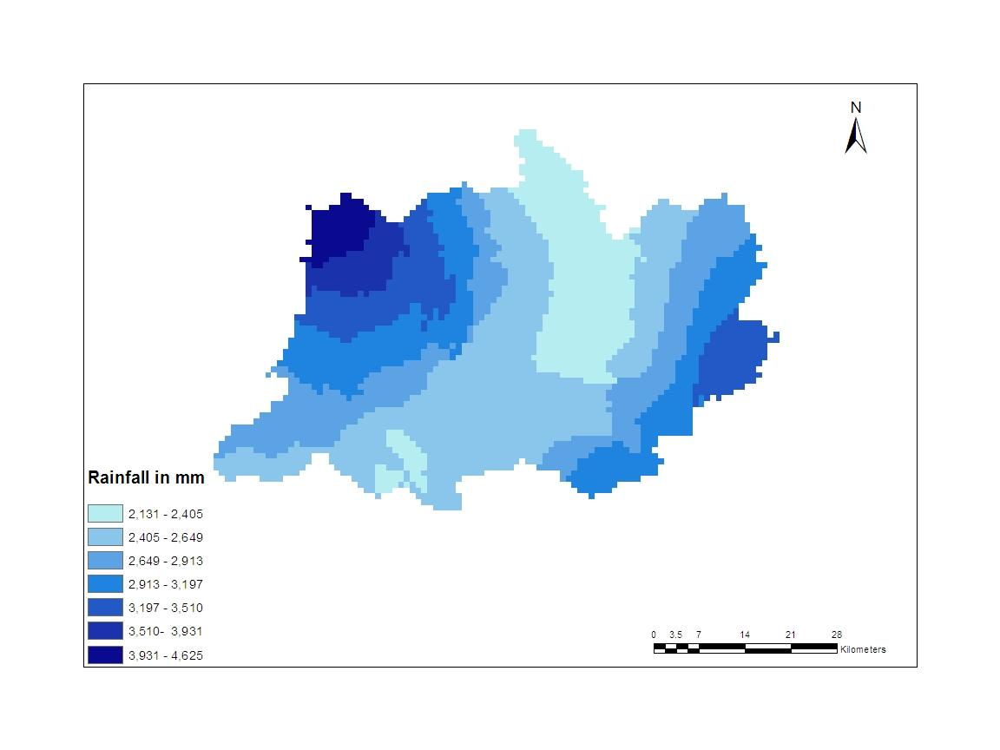 N
Rainfall in mm
2,131 - 2,405
2,405 - 2,649
2,649 - 2,913
2,913 - 3,197
3,197 - 3,510
3,510-  3,931
3,931 - 4,625
0 3.5 7 14 21 28
Kilometers